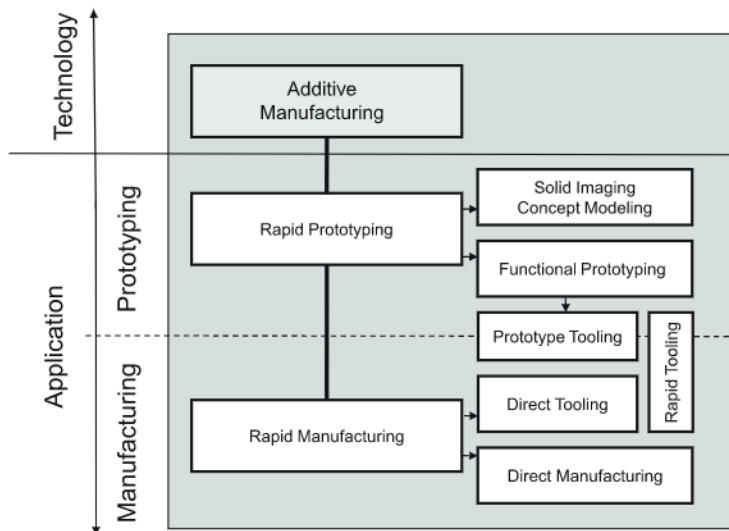 Technology
Additive
Manufacturing
Application
Prototyping
Rapid Prototyping
Solid Imaging
Concept Modeling
Functional Prototyping
Prototype Tooling
Rapid Tooling
Manufacturing
Rapid Manufacturing
Direct Tooling
Direct Manufacturing